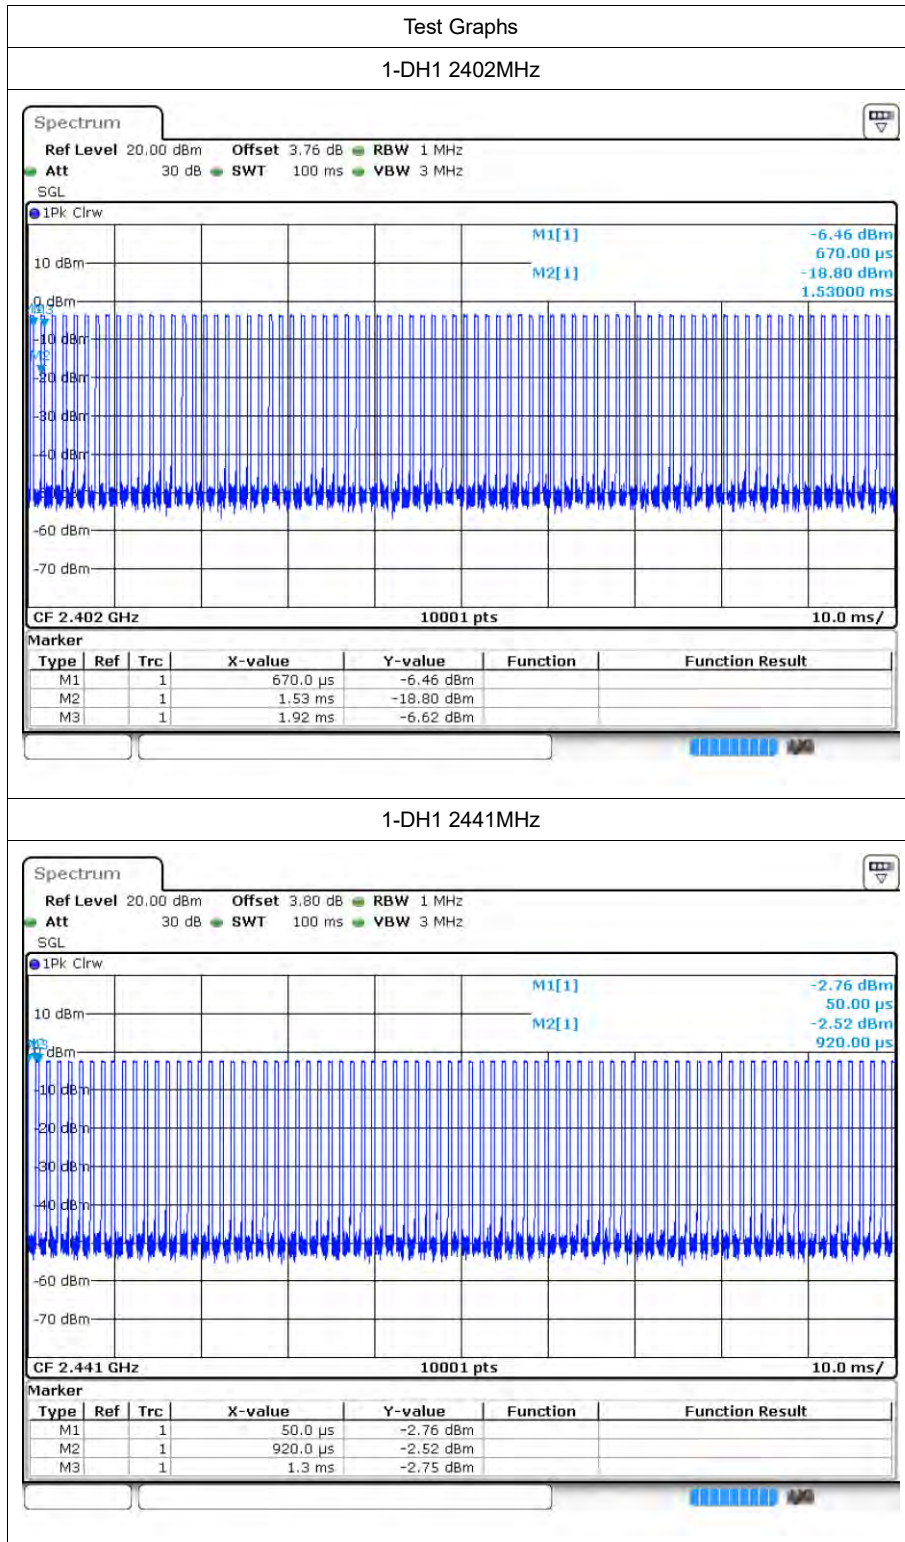 Test Graphs
1-DH1 2402MHz
Spectrum
Ref Level 20.00 dBm Offset 3.76 dB RBW 1 MHz
Att 30 dB SWT 100 ms VBW 3 MHz
SGL
1Pk Clrw
M1[1] -6.46 dBm
670.00 µs
10 dBm
M2[1] -18.80 dBm
1.53000 ms
0 dBm
M3
-10 dBm
M2
-20 dBm
-30 dBm
-40 dBm
-60 dBm
-70 dBm
CF 2.402 GHz 10001 pts 10.0 ms/
Marker
Type Ref Trc X-value Y-value Function Function Result
M1 1 670.0 µs -6.46 dBm
M2 1 1.53 ms -18.80 dBm
M3 1 1.92 ms -6.62 dBm
1-DH1 2441MHz
Spectrum
Ref Level 20.00 dBm Offset 3.80 dB RBW 1 MHz
Att 30 dB SWT 100 ms VBW 3 MHz
SGL
1Pk Clrw
M1[1] -2.76 dBm
50.00 µs
10 dBm
M2[1] -2.52 dBm
920.00 µs
0 dBm
-10 dBm
-20 dBm
-30 dBm
-40 dBm
-60 dBm
-70 dBm
CF 2.441 GHz 10001 pts 10.0 ms/
Marker
Type Ref Trc X-value Y-value Function Function Result
M1 1 50.0 µs -2.76 dBm
M2 1 920.0 µs -2.52 dBm
M3 1 1.3 ms -2.75 dBm